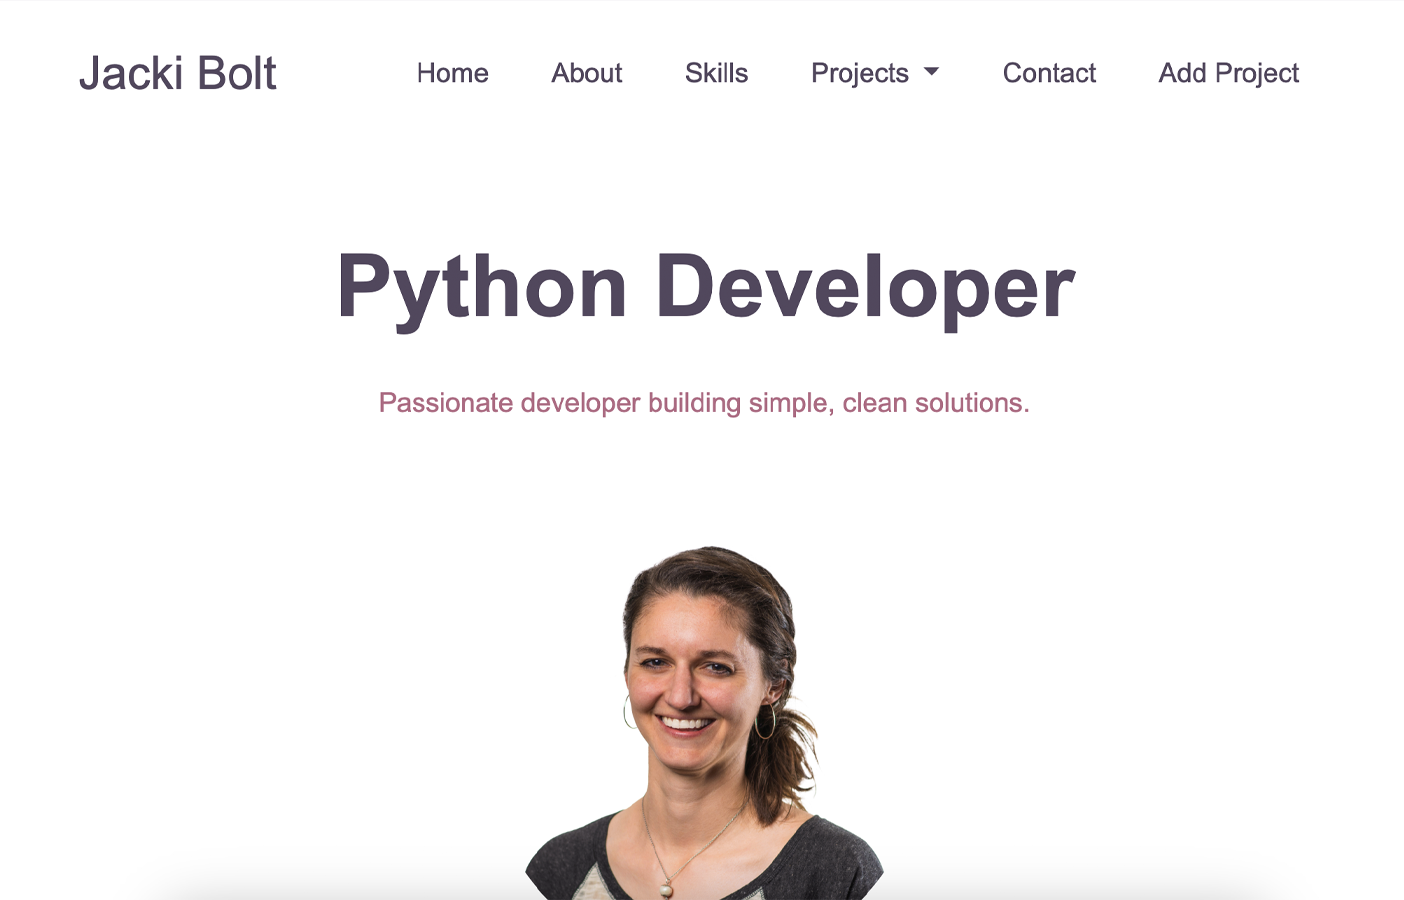 Jacki Bolt Home About Skills Projects Contact Add Project
Python Developer
Passionate developer building simple, clean solutions.